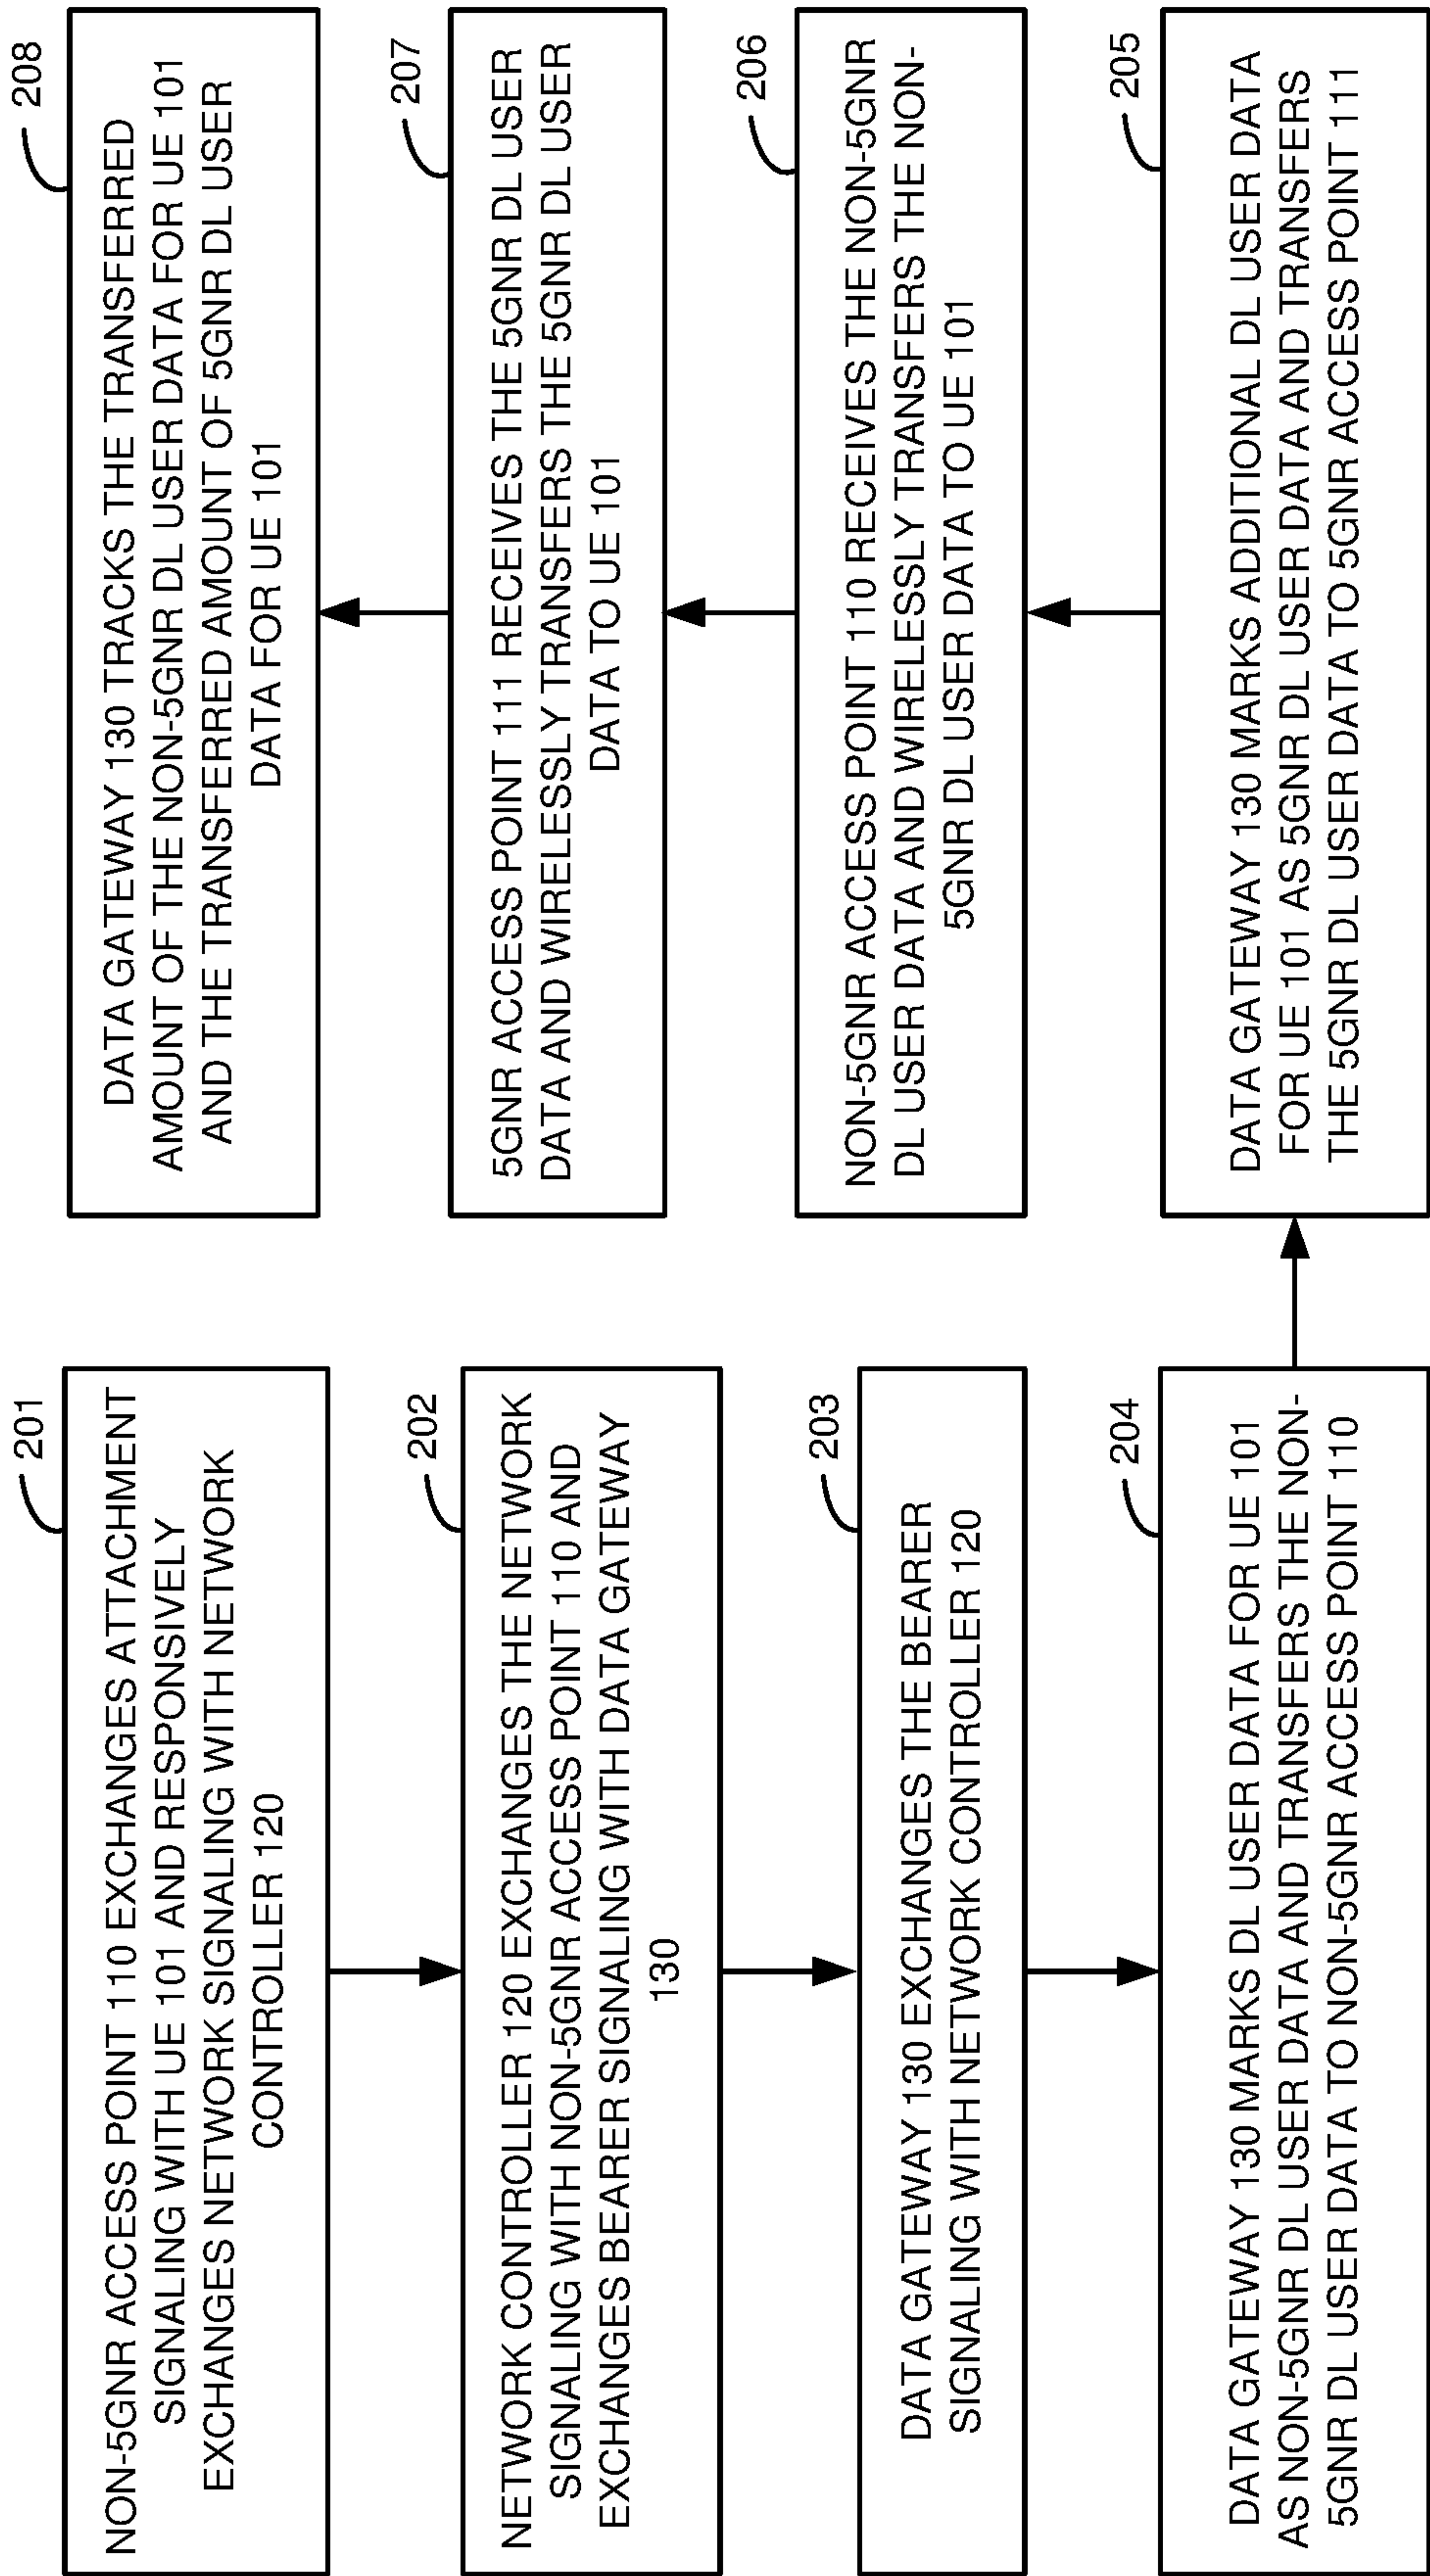 201
NON-5GNR ACCESS POINT 110 EXCHANGES ATTACHMENT
SIGNALING WITH UE 101 AND RESPONSIVELY
EXCHANGES NETWORK SIGNALING WITH NETWORK
CONTROLLER 120
202
NETWORK CONTROLLER 120 EXCHANGES THE NETWORK
SIGNALING WITH NON-5GNR ACCESS POINT 110 AND
EXCHANGES BEARER SIGNALING WITH DATA GATEWAY
130
203
DATA GATEWAY 130 EXCHANGES THE BEARER
SIGNALING WITH NETWORK CONTROLLER 120
204
DATA GATEWAY 130 MARKS DL USER DATA FOR UE 101
AS NON-5GNR DL USER DATA AND TRANSFERS THE NON-
5GNR DL USER DATA TO NON-5GNR ACCESS POINT 110
205
DATA GATEWAY 130 MARKS ADDITIONAL DL USER DATA
FOR UE 101 AS 5GNR DL USER DATA AND TRANSFERS
THE 5GNR DL USER DATA TO 5GNR ACCESS POINT 111
206
NON-5GNR ACCESS POINT 110 RECEIVES THE NON-5GNR
DL USER DATA AND WIRELESSLY TRANSFERS THE NON-
5GNR DL USER DATA TO UE 101
207
5GNR ACCESS POINT 111 RECEIVES THE 5GNR DL USER
DATA AND WIRELESSLY TRANSFERS THE 5GNR DL USER
DATA TO UE 101
208
DATA GATEWAY 130 TRACKS THE TRANSFERRED
AMOUNT OF THE NON-5GNR DL USER DATA FOR UE 101
AND THE TRANSFERRED AMOUNT OF 5GNR DL USER
DATA FOR UE 101